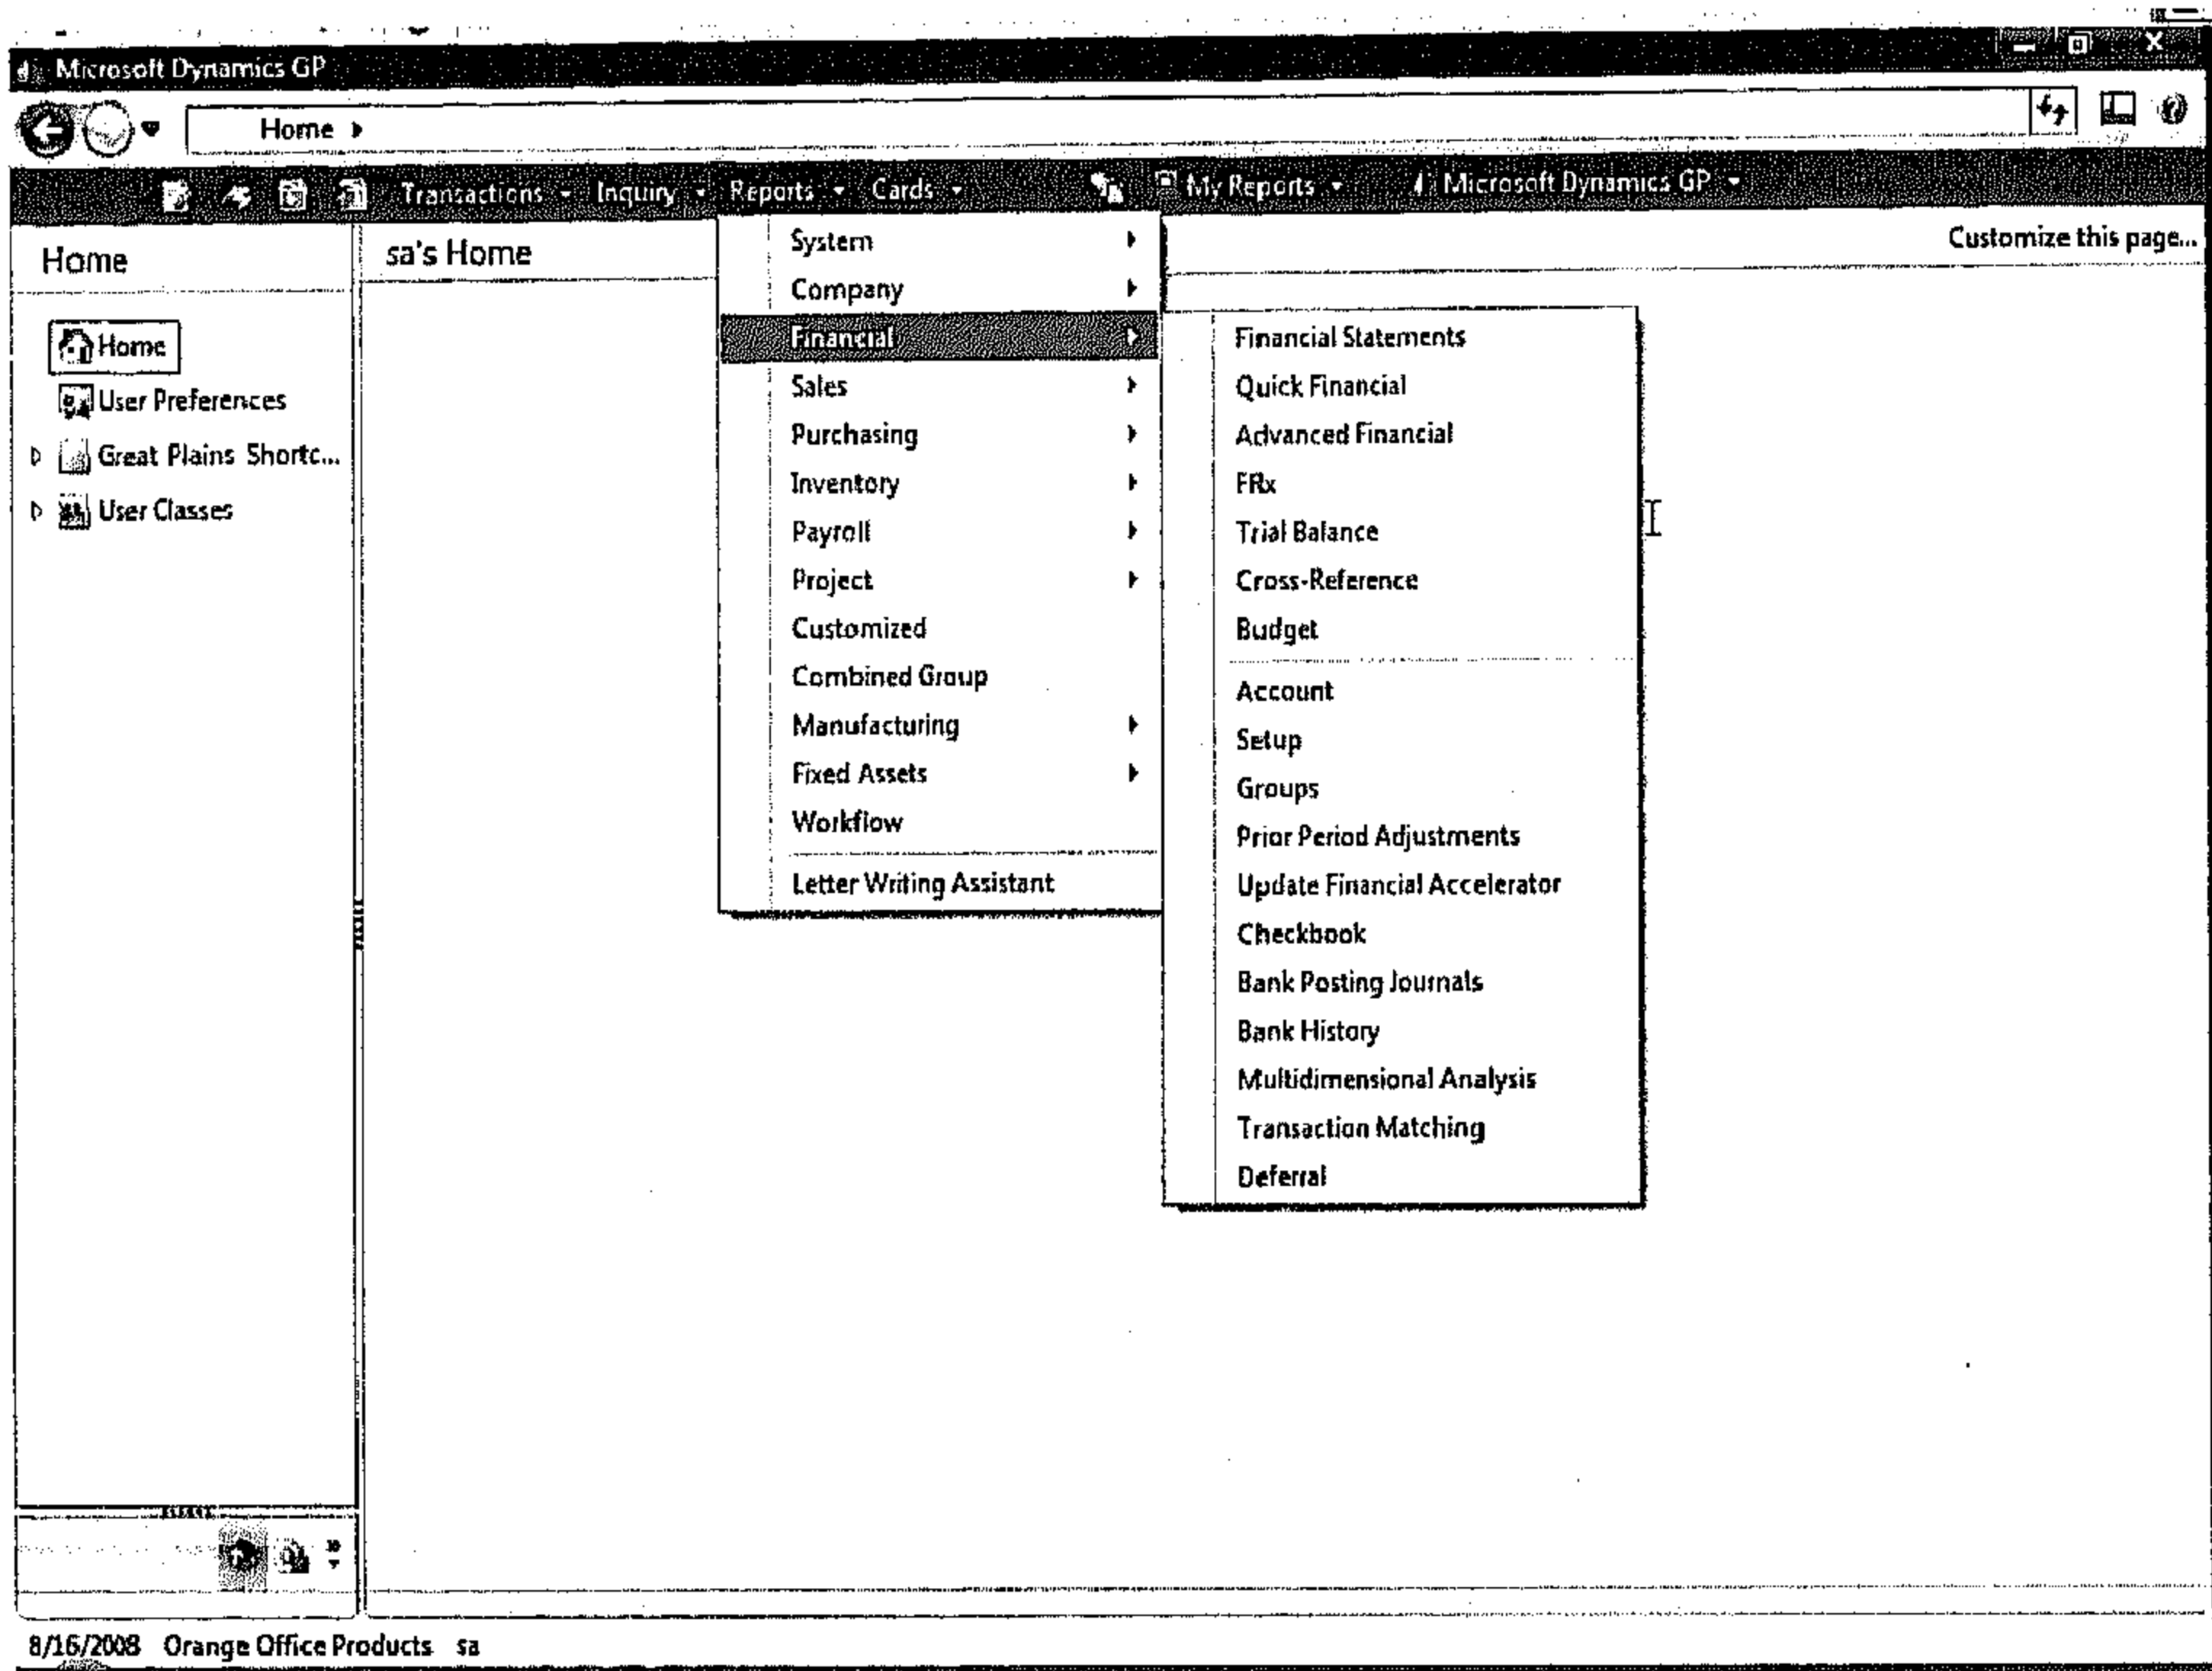 Microsoft Dynamics GP
Home
Transactions Inquiry Reports Cards My Reports Microsoft Dynamics GP
Home
sa's Home
Customize this page...
Home
User Preferences
Great Plains Shortc...
User Classes
System
Company
Financial
Sales
Purchasing
Inventory
Payroll
Project
Customized
Combined Group
Manufacturing
Fixed Assets
Workflow
Letter Writing Assistant
Financial Statements
Quick Financial
Advanced Financial
FRx
Trial Balance
Cross-Reference
Budget
Account
Setup
Groups
Prior Period Adjustments
Update Financial Accelerator
Checkbook
Bank Posting Journals
Bank History
Multidimensional Analysis
Transaction Matching
Deferral
8/16/2008 Orange Office Products sa